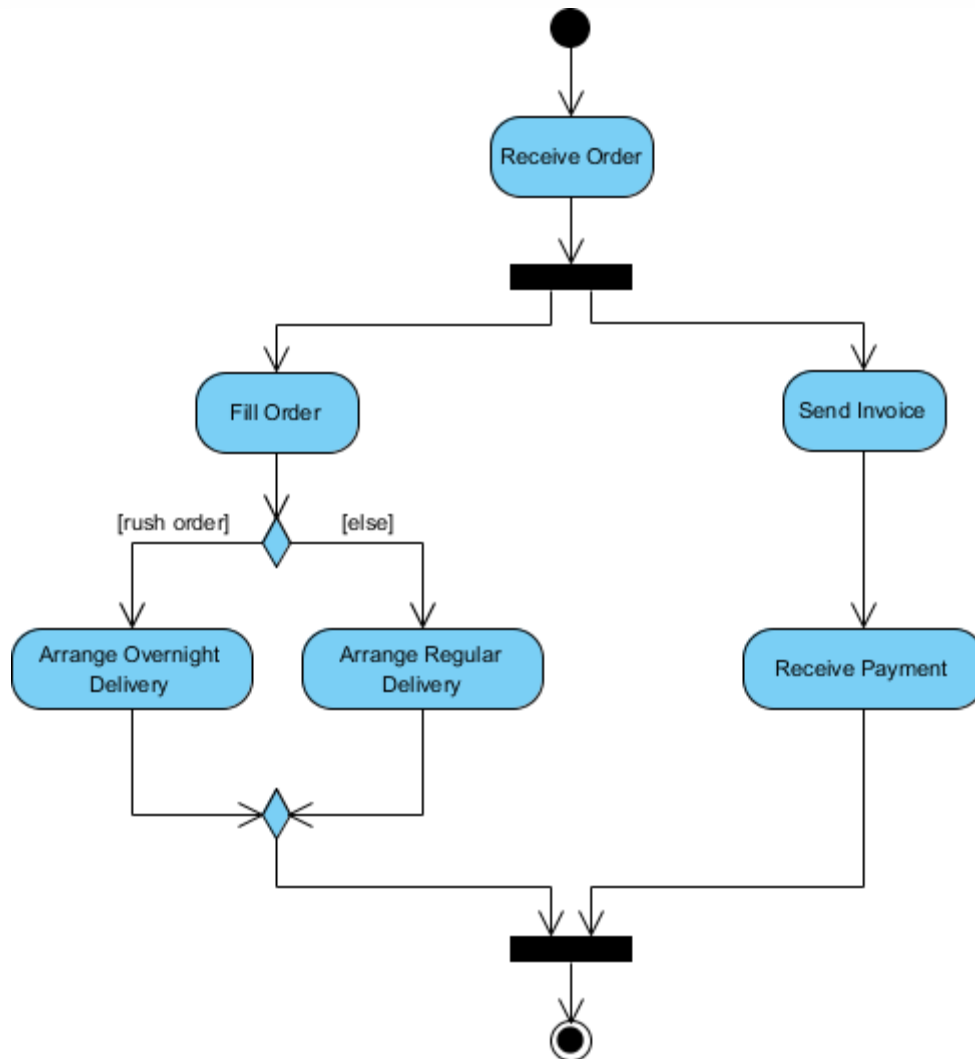 Receive Order
Fill Order
Send Invoice
[rush order]
[else]
Arrange Overnight
Delivery
Arrange Regular
Delivery
Receive Payment